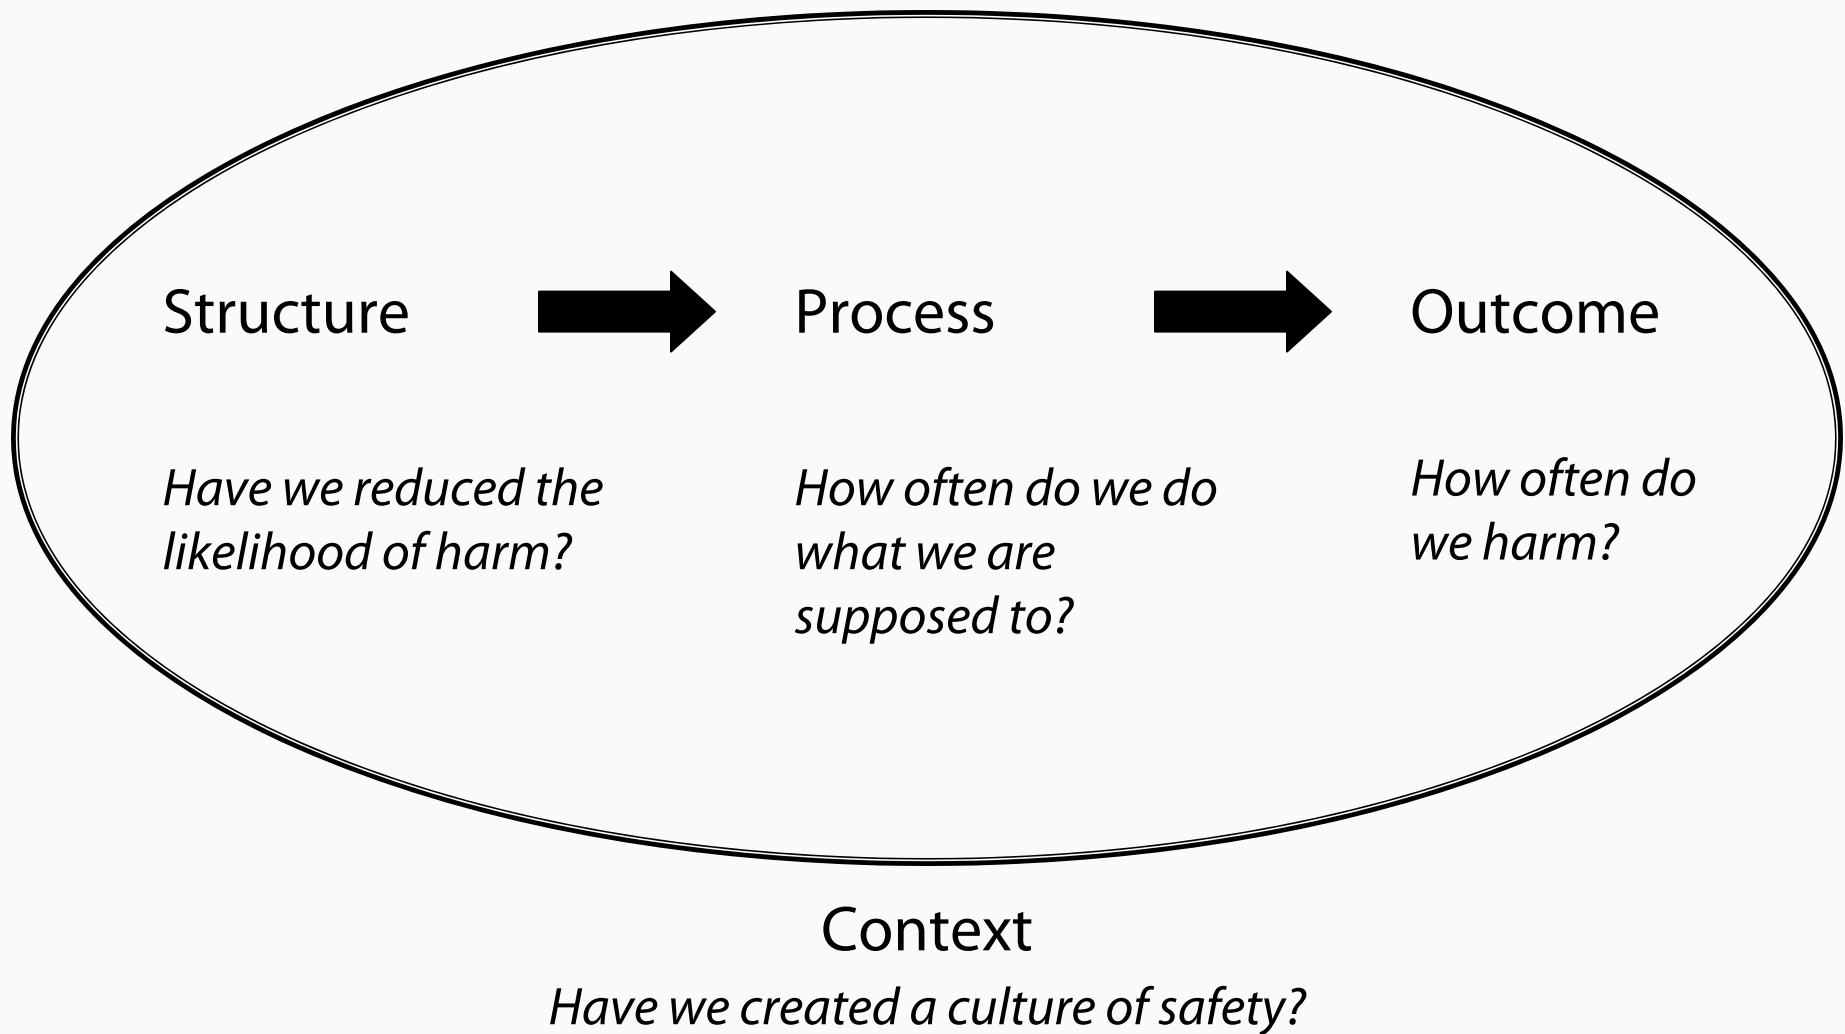 Structure
Process
Outcome
Have we reduced the
likelihood of harm?
How often do we do
what we are
supposed to?
How often do
we harm?
Context
Have we created a culture of safety?